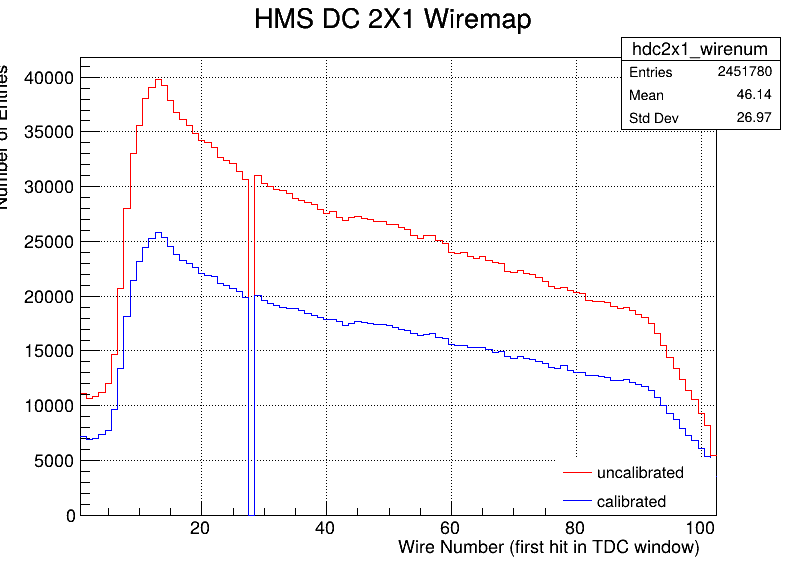 HMS DC 2X1 Wiremap
hdc2x1_wirenum
Entries 2451780
Mean 46.14
Std Dev 26.97
Number of Entries
40000
35000
30000
25000
20000
15000
10000
5000
0
uncalibrated
calibrated
20 40 60 80 100
Wire Number (first hit in TDC window)